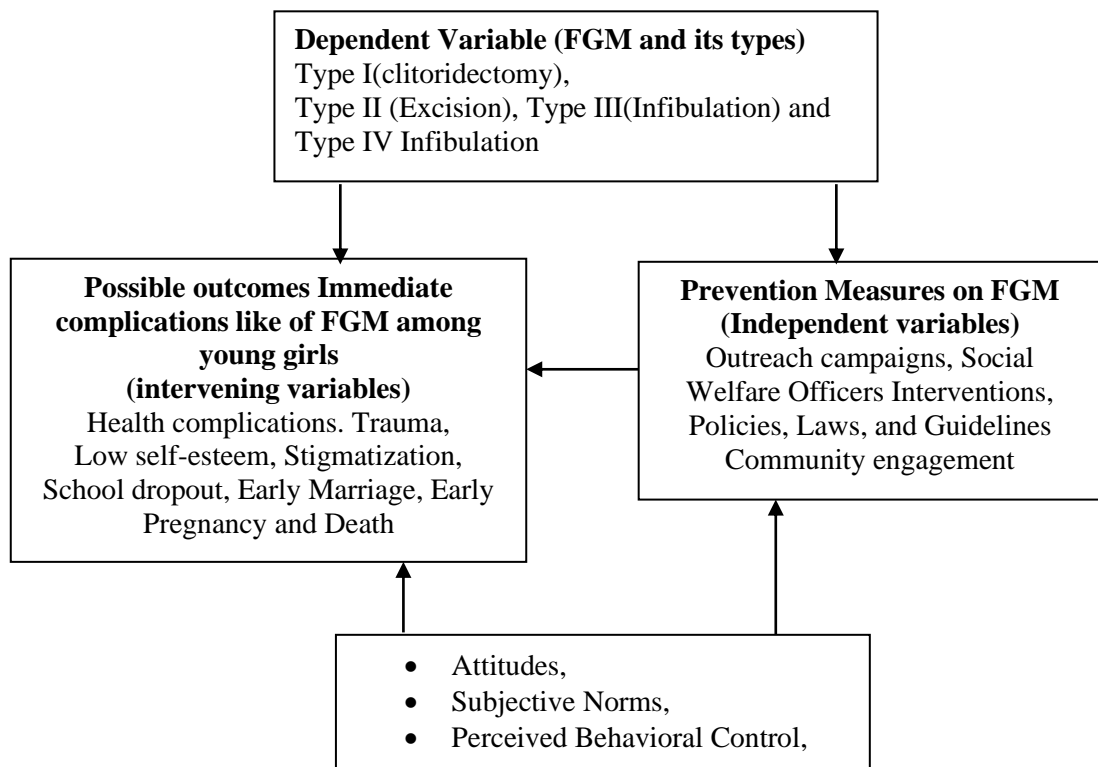 Dependent Variable (FGM and its types)
Type I(clitoridectomy),
Type II (Excision), Type III(Infibulation) and
Type IV Infibulation
Possible outcomes Immediate
complications like of FGM among
young girls
(intervening variables)
Health complications. Trauma,
Low self-esteem, Stigmatization,
School dropout, Early Marriage, Early
Pregnancy and Death
Prevention Measures on FGM
(Independent variables)
Outreach campaigns, Social
Welfare Officers Interventions,
Policies, Laws, and Guidelines
Community engagement
• Attitudes,
• Subjective Norms,
• Perceived Behavioral Control,